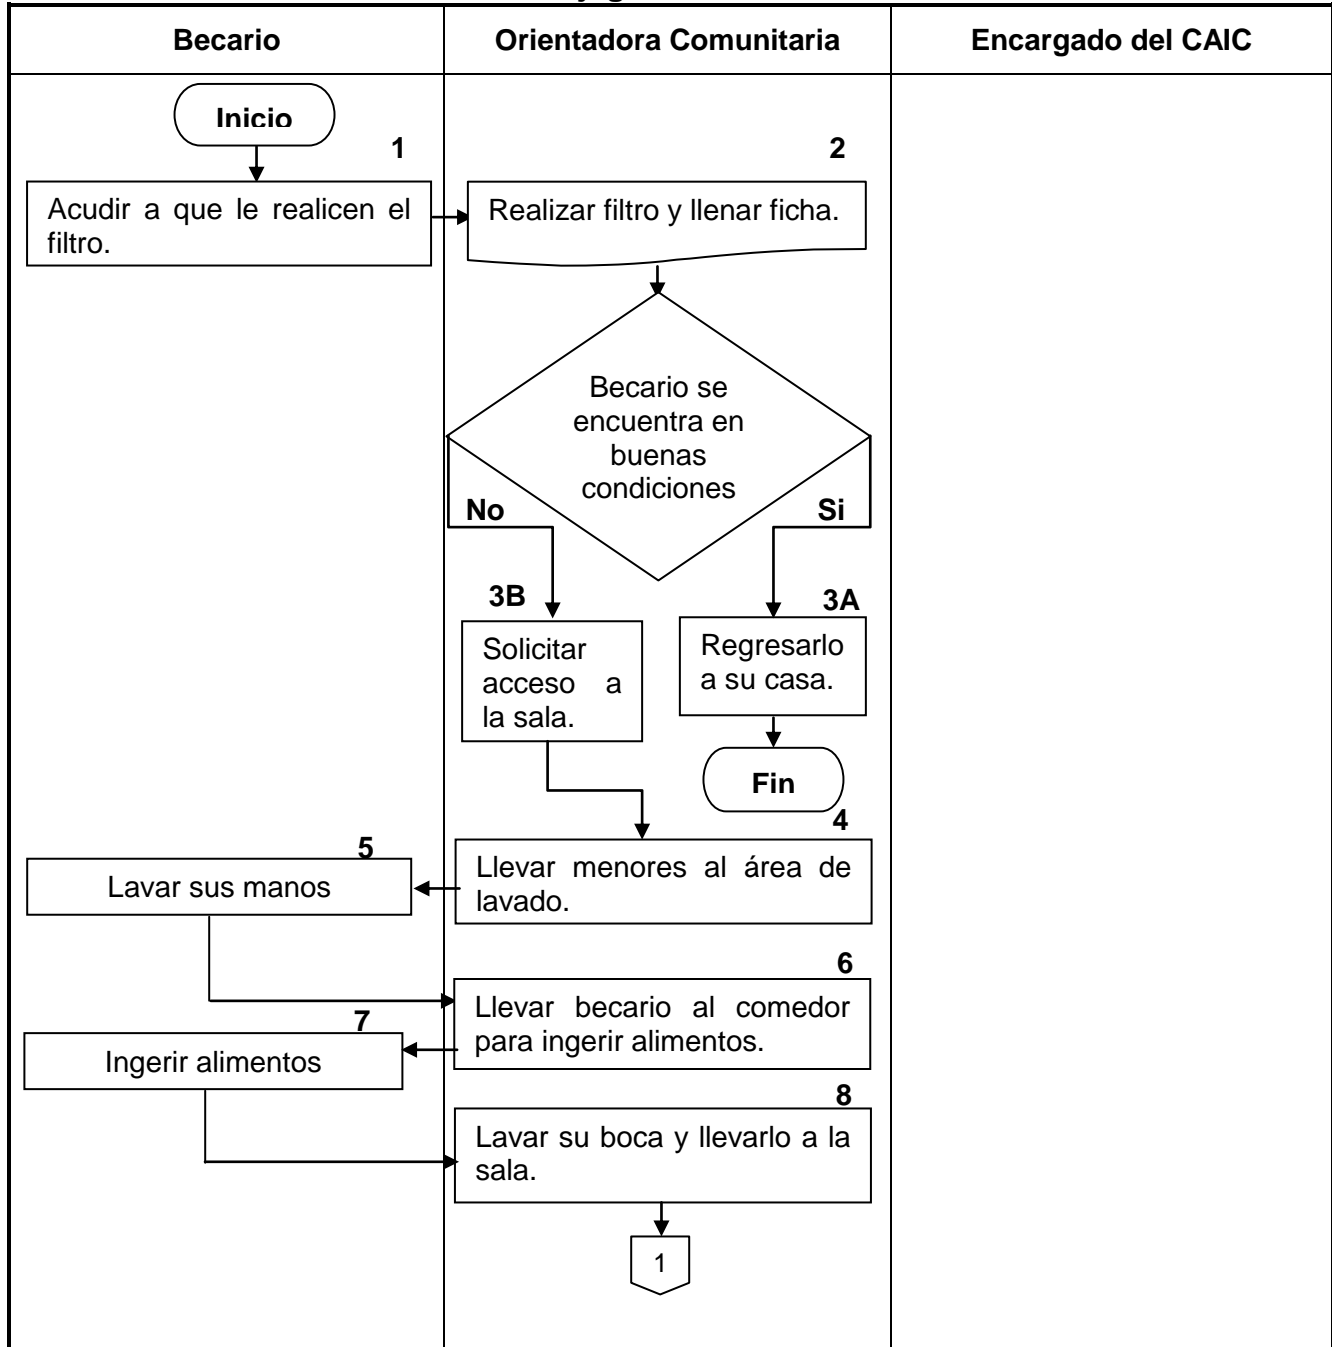 Becario
Orientadora Comunitaria
Encargado del CAIC
Inicio
1
Acudir a que le realicen el
filtro.
2
Realizar filtro y llenar ficha.
Becario se
encuentra en
buenas
condiciones
No
Si
3B
Solicitar
acceso a
la sala.
3A
Regresarlo
a su casa.
Fin
4
Llevar menores al área de
lavado.
5
Lavar sus manos
6
Llevar becario al comedor
para ingerir alimentos.
7
Ingerir alimentos
8
Lavar su boca y llevarlo a la
sala.
1